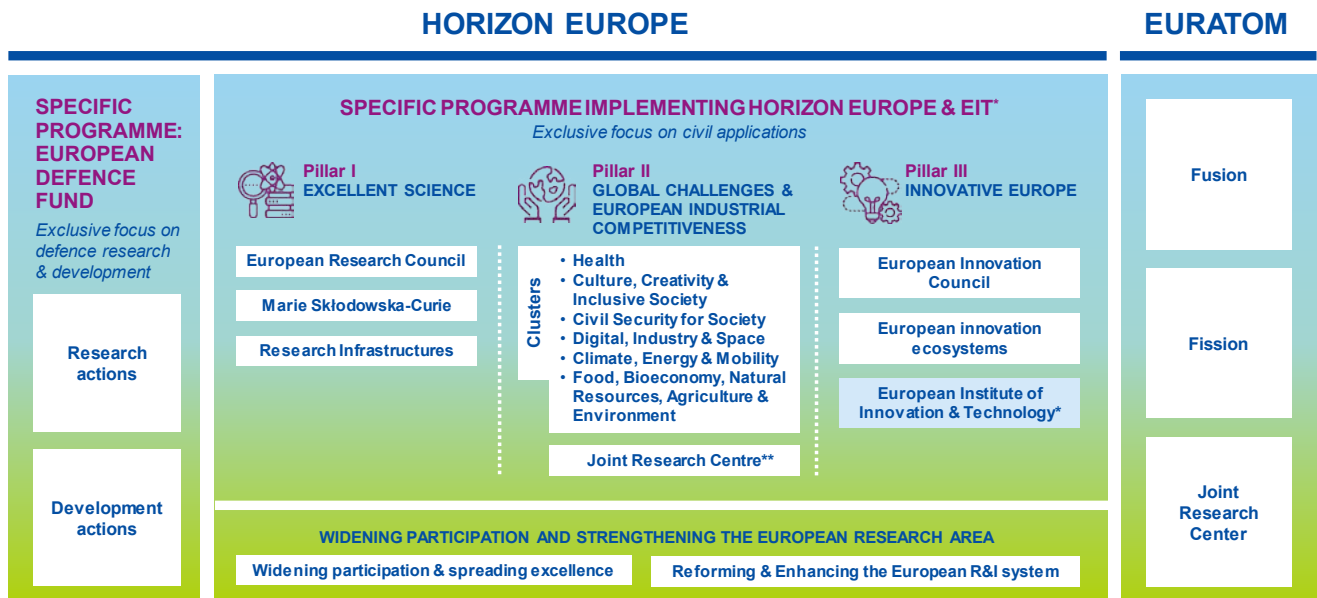 HORIZON EUROPE
EURATOM
SPECIFIC
PROGRAMME:
EUROPEAN
DEFENCE
FUND
Exclusive focus on
defence research
& development
Research
actions
Development
actions
SPECIFIC PROGRAMME IMPLEMENTING HORIZON EUROPE & EIT*
Exclusive focus on civil applications
Pillar I
EXCELLENT SCIENCE
European Research Council
Marie Skłodowska-Curie
Research Infrastructures
Pillar II
GLOBAL CHALLENGES &
EUROPEAN INDUSTRIAL
COMPETITIVENESS
Clusters
• Health
• Culture, Creativity &
Inclusive Society
• Civil Security for Society
• Digital, Industry & Space
• Climate, Energy & Mobility
• Food, Bioeconomy, Natural
Resources, Agriculture &
Environment
Joint Research Centre**
Pillar III
INNOVATIVE EUROPE
European Innovation
Council
European innovation
ecosystems
European Institute of
Innovation & Technology*
WIDENING PARTICIPATION AND STRENGTHENING THE EUROPEAN RESEARCH AREA
Widening participation & spreading excellence
Reforming & Enhancing the European R&I system
Fusion
Fission
Joint
Research
Center